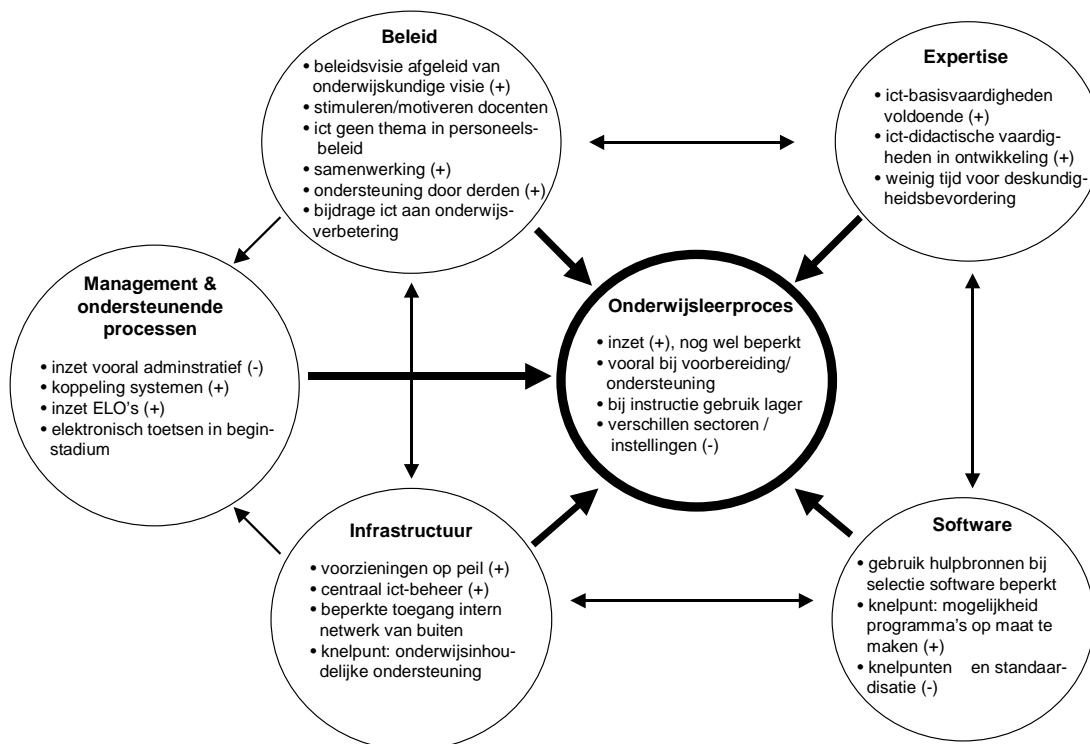 Beleid
• beleidsvisie afgeleid van
onderwijskundige visie (+)
• stimuleren/motiveren docenten
• ict geen thema in personeels-
beleid
• samenwerking (+)
• ondersteuning door derden (+)
• bijdrage ict aan onderwijs-
verbetering
Expertise
• ict-basisvaardigheden
voldoende (+)
• ict-didactische vaardig-
heden in ontwikkeling (+)
• weinig tijd voor deskundig-
heidsbevordering
Management &
ondersteunende
processen
• inzet vooral adminstratief (-)
• koppeling systemen (+)
• inzet ELO's (+)
• elektronisch toetsen in begin-
stadium
Onderwijsleerproces
• inzet (+), nog wel beperkt
• vooral bij voorbereiding/
ondersteuning
• bij instructie gebruik lager
• verschillen sectoren /
instellingen (-)
Infrastructuur
• voorzieningen op peil (+)
• centraal ict-beheer (+)
• beperkte toegang intern
netwerk van buiten
• knelpunt: onderwijsinhou-
delijke ondersteuning
Software
• gebruik hulpbronnen bij
selectie software beperkt
• knelpunt: mogelijkheid
programma's op maat te
maken (+)
• knelpunten en standaar-
disatie (-)